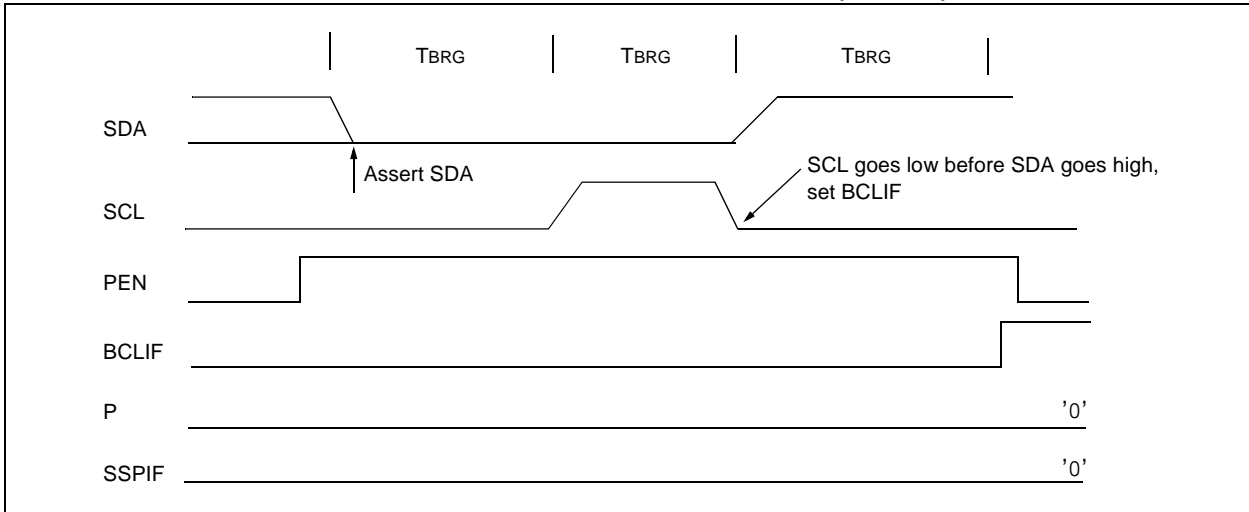 TBRG TBRG TBRG
SDA
Assert SDA
SCL goes low before SDA goes high,
set BCLIF
SCL
PEN
BCLIF
P ’0’
SSPIF ’0’